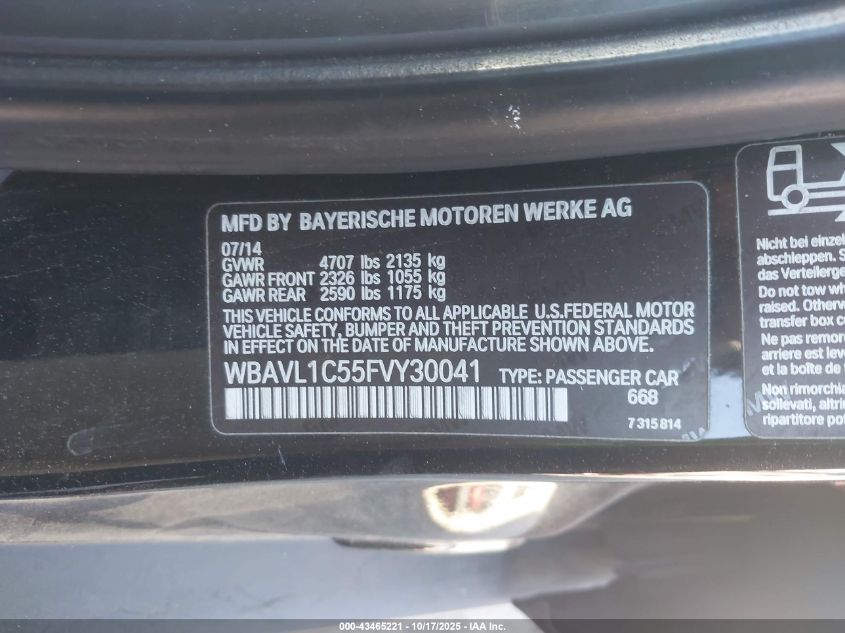 MFD BY BAYERISCHE MOTOREN WERKE AG
07/14
GVWR 4707 lbs 2135 kg
GAWR FRONT 2326 lbs 1055 kg
GAWR REAR 2590 lbs 1175 kg
THIS VEHICLE CONFORMS TO ALL APPLICABLE U.S.FEDERAL MOTOR
VEHICLE SAFETY, BUMPER AND THEFT PREVENTION STANDARDS
IN EFFECT ON THE DATE OF MANUFACTURE SHOWN ABOVE.
WBAVL1C55FVY30041 TYPE: PASSENGER CAR
668
7 315 814
Nicht bei einzel
abschleppen. S
das Verteilerge
Do not tow wh
raised. Otherw
transfer box c
Ne pas remor
arriere est lev
et la boîte
Non rimorch
sollevati, altri
ripartitore pot
000-43465221 - 10/17/2025 - IAA Inc.